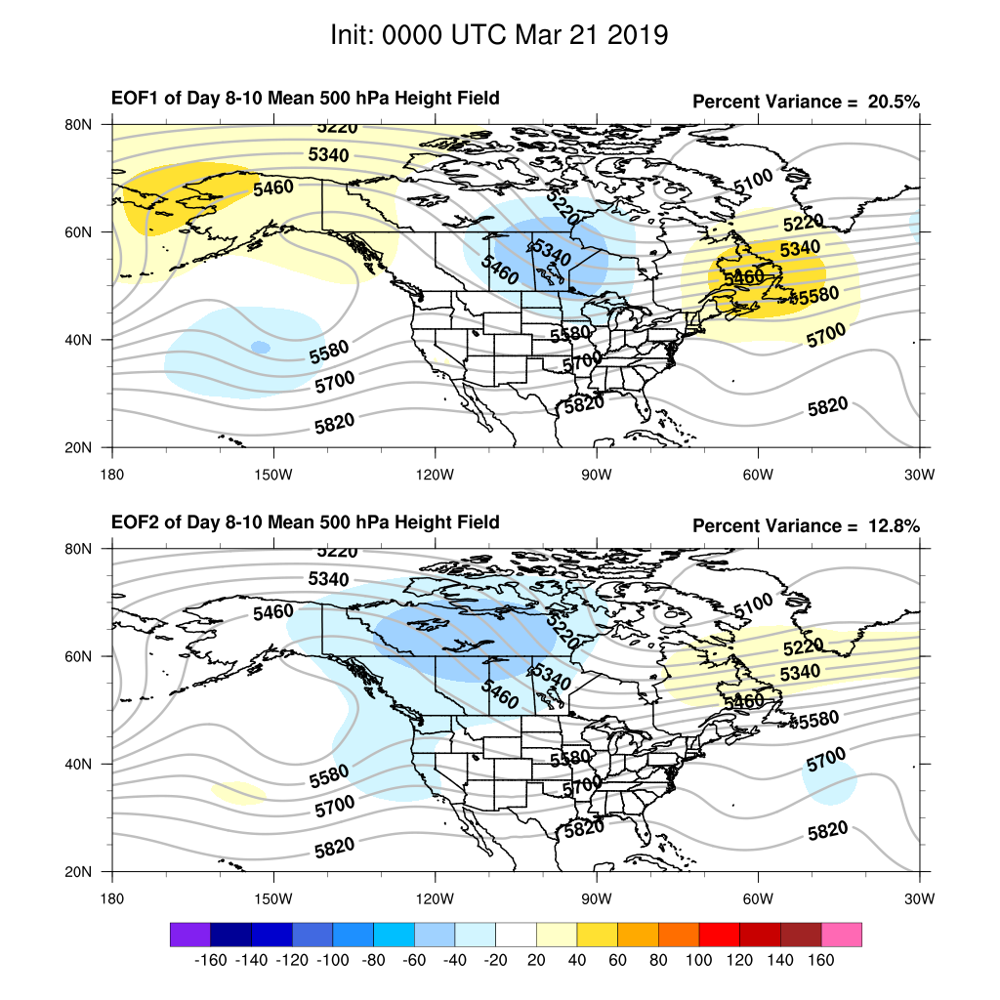 Init: 0000 UTC Mar 21 2019
EOF1 of Day 8-10 Mean 500 hPa Height Field
Percent Variance = 20.5%
80N
60N
40N
20N
5220
5340
5460
5220
5340
5460
5100
5220
5340
5460
5580
5700
5580
5700
5820
5580
5700
5820
5820
180 150W 120W 90W 60W 30W
EOF2 of Day 8-10 Mean 500 hPa Height Field
Percent Variance = 12.8%
80N
60N
40N
20N
5220
5340
5460
5220
5340
5460
5100
5220
5340
5460
5580
5700
5580
5700
5820
5580
5700
5820
5820
180 150W 120W 90W 60W 30W
-160 -140 -120 -100 -80 -60 -40 -20 20 40 60 80 100 120 140 160